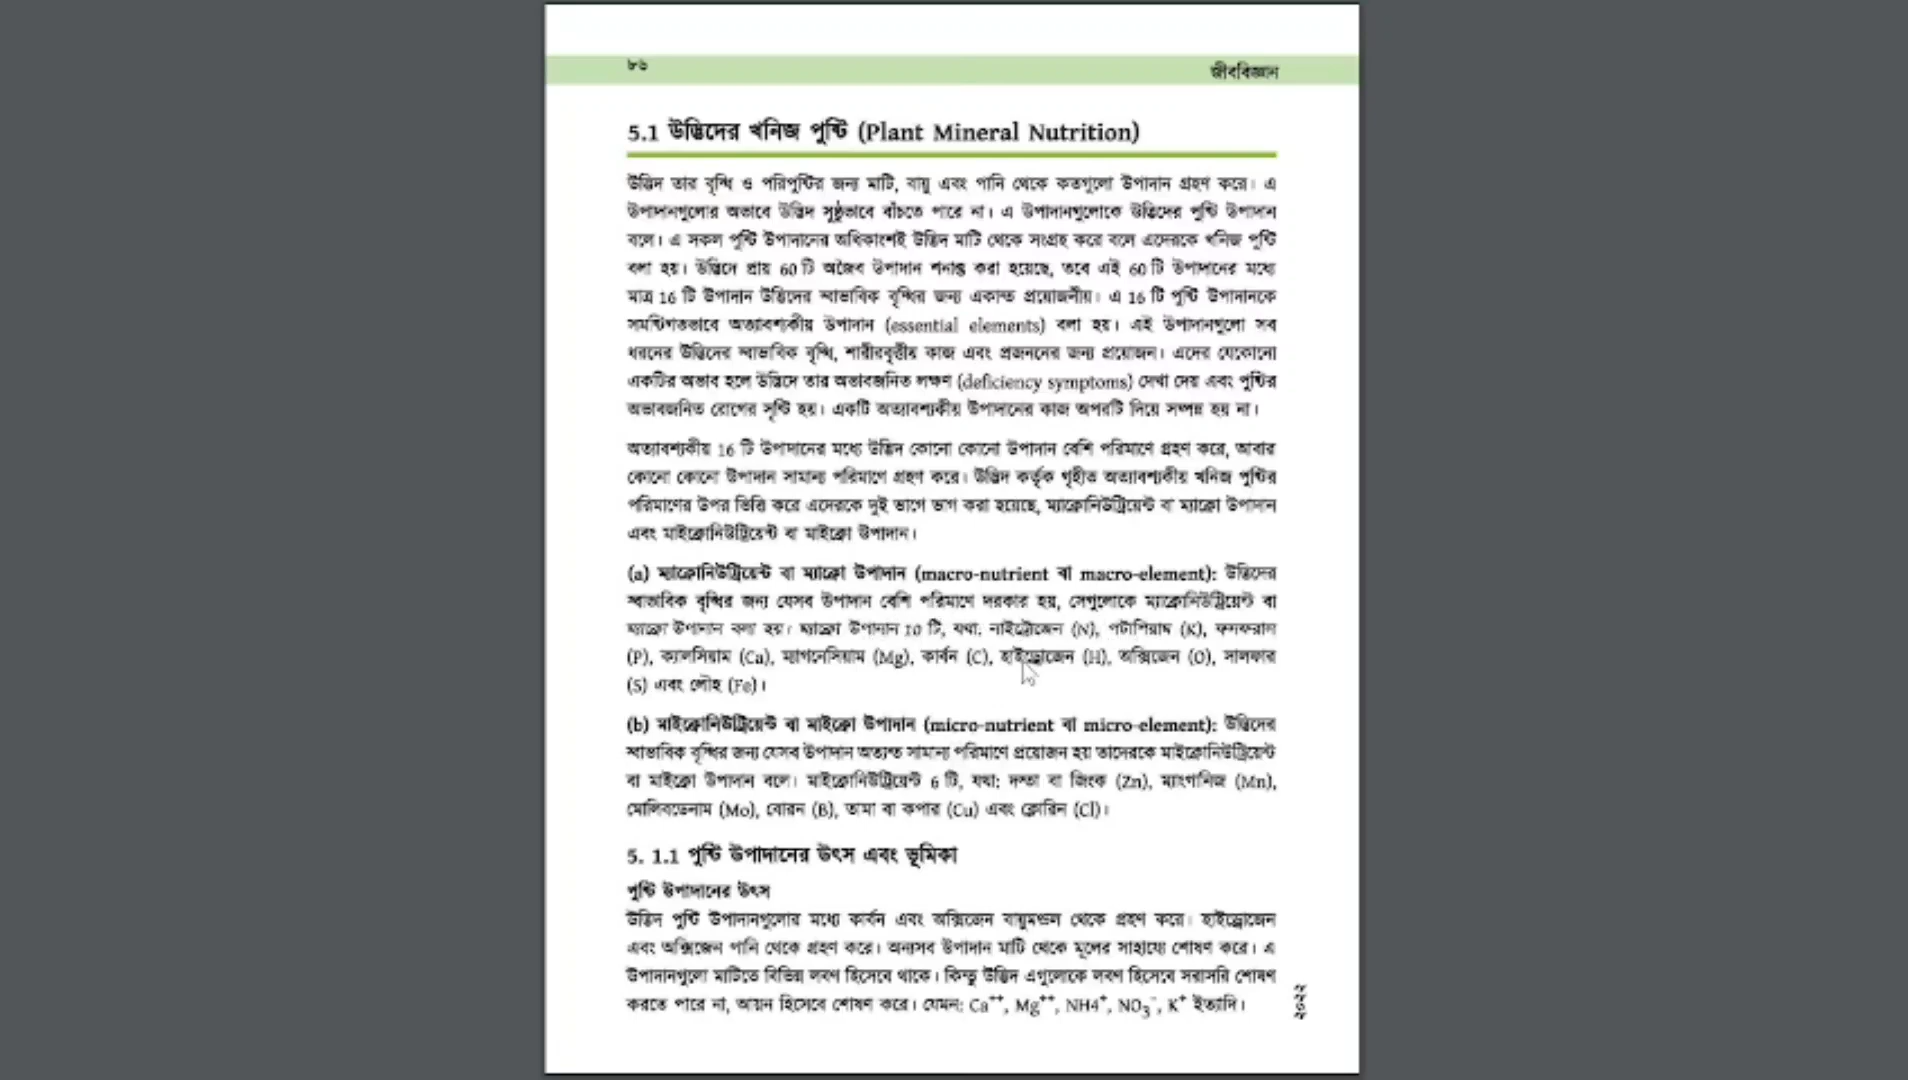 ৮৬
জীববিজ্ঞান
5.1 উদ্ভিদের খনিজ পুষ্টি (Plant Mineral Nutrition)
উদ্ভিদ তার বৃদ্ধি ও পরিপুষ্টির জন্য মাটি, বায়ু এবং পানি থেকে কতগুলো উপাদান গ্রহণ করে। এ
উপাদানগুলোর অভাবে উদ্ভিদ সুষ্ঠুভাবে বাঁচতে পারে না। এ উপাদানগুলোকে উদ্ভিদের পুষ্টি উপাদান
বলে। এ সকল পুষ্টি উপাদানের অধিকাংশই উদ্ভিদ মাটি থেকে সংগ্রহ করে বলে এদেরকে খনিজ পুষ্টি
বলা হয়। উদ্ভিদে প্রায় 60 টি অজৈব উপাদান শনাক্ত করা হয়েছে, তবে এই 60 টি উপাদানের মধ্যে
মাত্র 16 টি উপাদান উদ্ভিদের স্বাভাবিক বৃদ্ধির জন্য একান্ত প্রয়োজনীয়। এ 16 টি পুষ্টি উপাদানকে
সমষ্টিগতভাবে অত্যাবশ্যকীয় উপাদান (essential elements) বলা হয়। এই উপাদানগুলো সব
ধরনের উদ্ভিদের স্বাভাবিক বৃদ্ধি, শারীরবৃত্তীয় কাজ এবং প্রজননের জন্য প্রয়োজন। এদের যেকোনো
একটির অভাব হলে উদ্ভিদে তার অভাবজনিত লক্ষণ (deficiency symptoms) দেখা দেয় এবং পুষ্টির
অভাবজনিত রোগের সৃষ্টি হয়। একটি অত্যাবশ্যকীয় উপাদানের কাজ অপরটি দিয়ে সম্পন্ন হয় না।
অত্যাবশ্যকীয় 16 টি উপাদানের মধ্যে উদ্ভিদ কোনো কোনো উপাদান বেশি পরিমাণে গ্রহণ করে, আবার
কোনো কোনো উপাদান সামান্য পরিমাণে গ্রহণ করে। উদ্ভিদ কর্তৃক গৃহীত অত্যাবশ্যকীয় খনিজ পুষ্টির
পরিমাণের উপর ভিত্তি করে এদেরকে দুই ভাগে ভাগ করা হয়েছে, ম্যাক্রোনিউট্রিয়েন্ট বা ম্যাক্রো উপাদান
এবং মাইক্রোনিউট্রিয়েন্ট বা মাইক্রো উপাদান।
(a) ম্যাক্রোনিউট্রিয়েন্ট বা ম্যাক্রো উপাদান (macro-nutrient বা macro-element): উদ্ভিদের
স্বাভাবিক বৃদ্ধির জন্য যেসব উপাদান বেশি পরিমাণে দরকার হয়, সেগুলোকে ম্যাক্রোনিউট্রিয়েন্ট বা
ম্যাক্রো উপাদান বলা হয়। ম্যাক্রো উপাদান 10 টি, যথা: নাইট্রোজেন (N), পটাশিয়াম (K), ফসফরাস
(P), ক্যালসিয়াম (Ca), ম্যাগনেসিয়াম (Mg), কার্বন (C), হাইড্রোজেন (H), অক্সিজেন (O), সালফার
(S) এবং লৌহ (Fe)।
(b) মাইক্রোনিউট্রিয়েন্ট বা মাইক্রো উপাদান (micro-nutrient বা micro-element): উদ্ভিদের
স্বাভাবিক বৃদ্ধির জন্য যেসব উপাদান অত্যন্ত সামান্য পরিমাণে প্রয়োজন হয় তাদেরকে মাইক্রোনিউট্রিয়েন্ট
বা মাইক্রো উপাদান বলে। মাইক্রোনিউট্রিয়েন্ট 6 টি, যথা: দস্তা বা জিংক (Zn), ম্যাংগানিজ (Mn),
মোলিবডেনাম (Mo), বোরন (B), তামা বা কপার (Cu) এবং ক্লোরিন (Cl)।
5. 1.1 পুষ্টি উপাদানের উৎস এবং ভূমিকা
পুষ্টি উপাদানের উৎস
উদ্ভিদ পুষ্টি উপাদানগুলোর মধ্যে কার্বন এবং অক্সিজেন বায়ুমন্ডল থেকে গ্রহণ করে। হাইড্রোজেন
এবং অক্সিজেন পানি থেকে গ্রহণ করে। অন্যসব উপাদান মাটি থেকে মূলের সাহায্যে শোষণ করে। এ
উপাদানগুলো মাটিতে বিভিন্ন লবণ হিসেবে থাকে। কিন্তু উদ্ভিদ এগুলোকে লবণ হিসেবে সরাসরি শোষণ
করতে পারে না, আয়ন হিসেবে শোষণ করে। যেমন: Ca⁺⁺, Mg⁺⁺, NH4⁺, NO₃⁻, K⁺ ইত্যাদি।